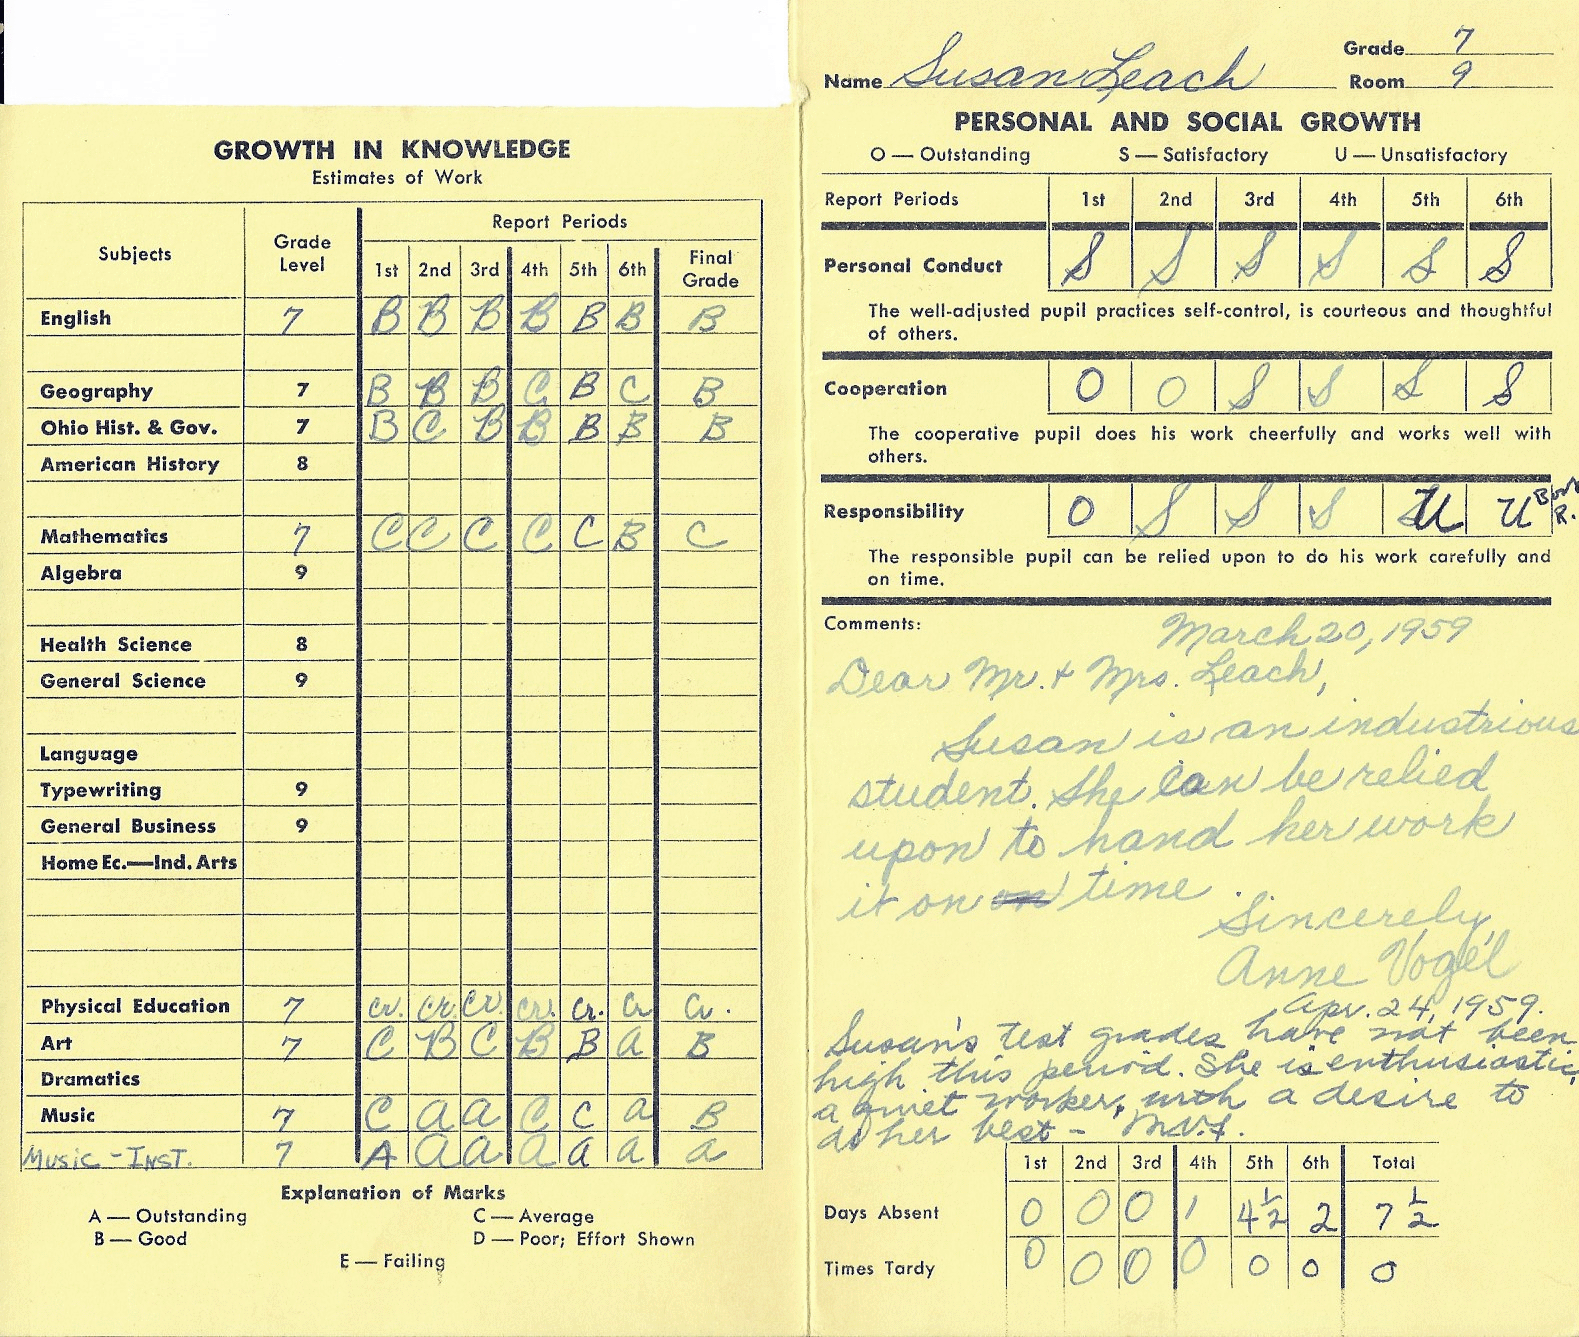 GROWTH IN KNOWLEDGE
Estimates of Work
Subjects Grade Level Report Periods
1st 2nd 3rd 4th 5th 6th Final Grade
English 7 B B B B B B B
Geography 7 B B B C B C B
Ohio Hist. & Gov. 7 B C B B B B B
American History 8
Mathematics 7 C C C C C B C
Algebra 9
Health Science 8
General Science 9
Language
Typewriting 9
General Business 9
Home Ec.—Ind. Arts
Physical Education 7 Cr. Cr. Cr. Cr. Cr. Cr Cr.
Art 7 C B C B B A B
Dramatics
Music 7 C A A C C A B
Music - Inst. 7 A A A A A A A
Explanation of Marks
A — Outstanding C — Average
B — Good D — Poor; Effort Shown
E — Failing
Grade 7
Name Susan Leach Room 9
PERSONAL AND SOCIAL GROWTH
O — Outstanding S — Satisfactory U — Unsatisfactory
Report Periods 1st 2nd 3rd 4th 5th 6th
Personal Conduct S S S S S S
The well-adjusted pupil practices self-control, is courteous and thoughtful
of others.
Cooperation O O S S S S
The cooperative pupil does his work cheerfully and works well with
others.
Responsibility O S S S U U
R.
The responsible pupil can be relied upon to do his work carefully and
on time.
Comments: March 20, 1959
Dear Mr. & Mrs. Leach,
Susan is an industrious
student. She can be relied
upon to hand her work
it on on time.
Sincerely,
Anne Vogel
Apr. 24, 1959.
Susan's test grades have not been
high this period. She is enthusiastic,
a quiet worker, with a desire to
do her best -
1st 2nd 3rd 4th 5th 6th Total
Days Absent 0 0 0 1 4½ 2 7½
Times Tardy 0 0 0 0 0 0 0